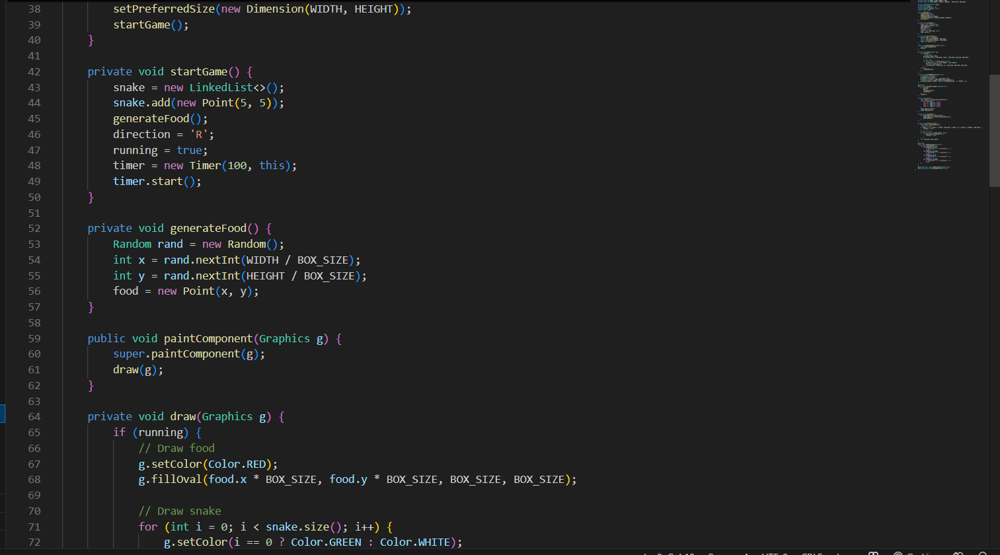 38 setPreferredSize(new Dimension(WIDTH, HEIGHT));
39 startGame();
40 }
41
42 private void startGame() {
43 snake = new LinkedList<>();
44 snake.add(new Point(5, 5));
45 generateFood();
46 direction = 'R';
47 running = true;
48 timer = new Timer(100, this);
49 timer.start();
50 }
51
52 private void generateFood() {
53 Random rand = new Random();
54 int x = rand.nextInt(WIDTH / BOX_SIZE);
55 int y = rand.nextInt(HEIGHT / BOX_SIZE);
56 food = new Point(x, y);
57 }
58
59 public void paintComponent(Graphics g) {
60 super.paintComponent(g);
61 draw(g);
62 }
63
64 private void draw(Graphics g) {
65 if (running) {
66 // Draw food
67 g.setColor(Color.RED);
68 g.fillOval(food.x * BOX_SIZE, food.y * BOX_SIZE, BOX_SIZE, BOX_SIZE);
69
70 // Draw snake
71 for (int i = 0; i < snake.size(); i++) {
72 g.setColor(i == 0 ? Color.GREEN : Color.WHITE);